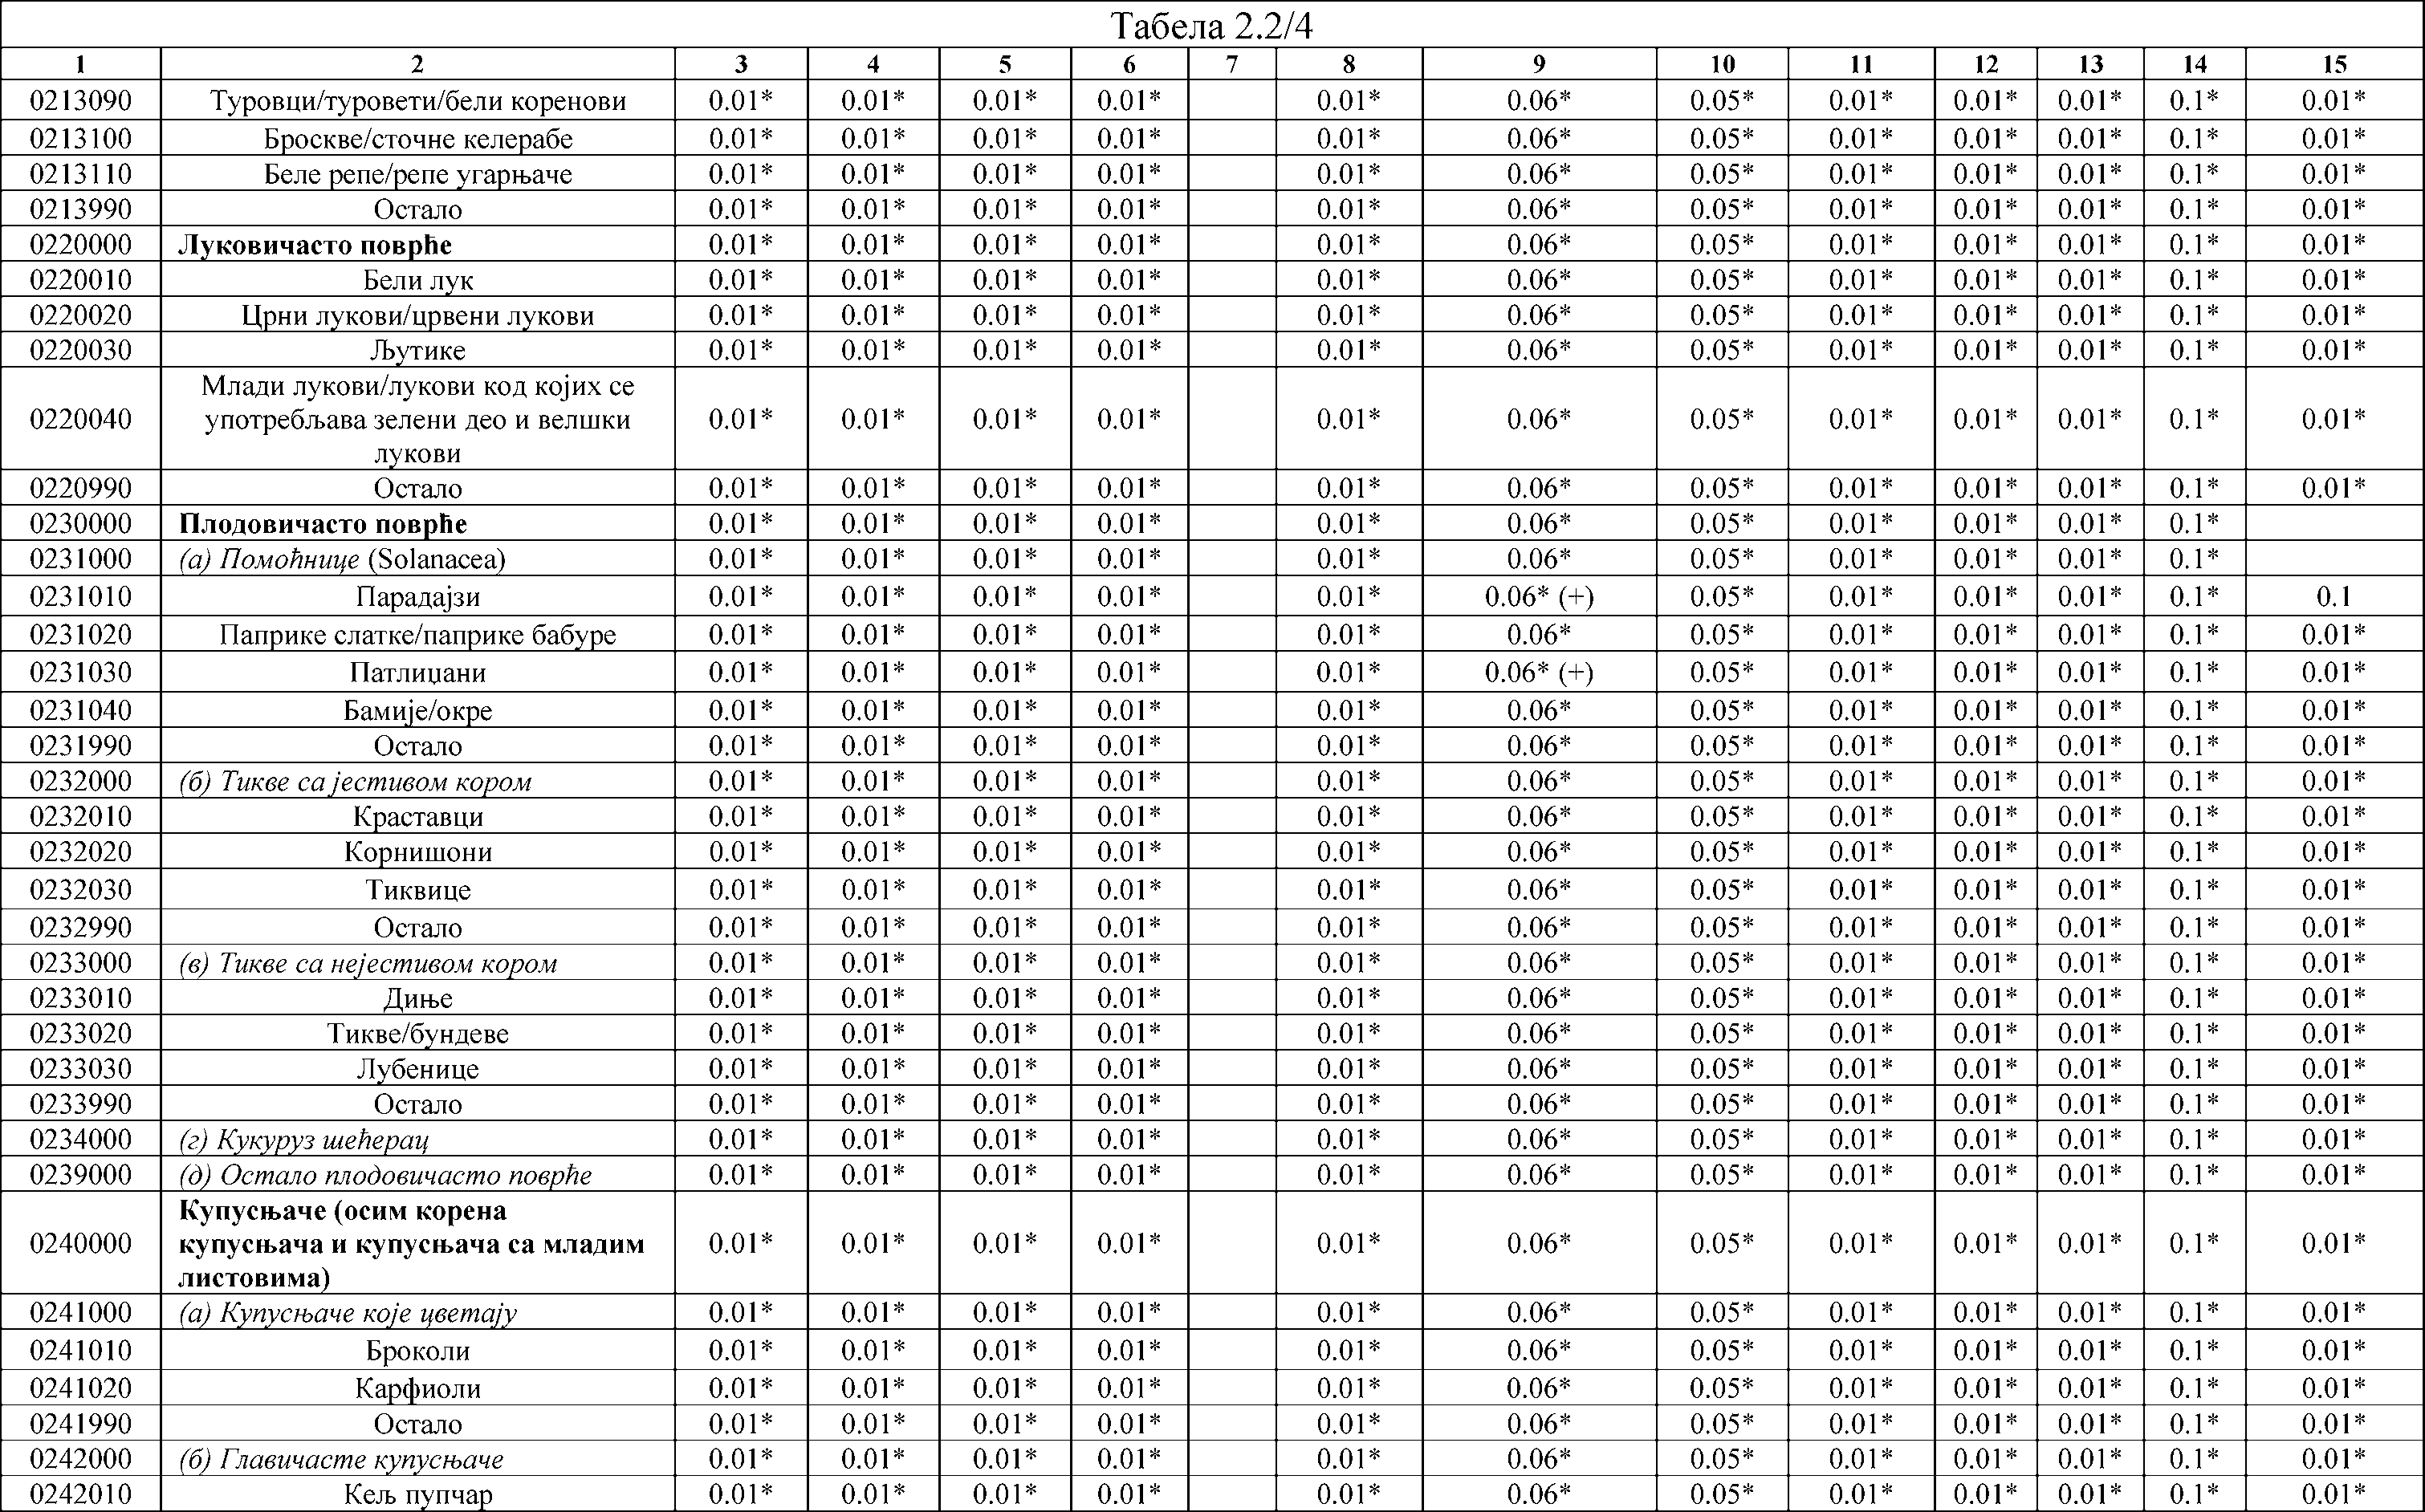 Табела 2.2/4
1 2 3 4 5 6 7 8 9 10 11 12 13 14 15
0213090 Туровци/туровети/бели коренови 0.01* 0.01* 0.01* 0.01* 0.01* 0.06* 0.05* 0.01* 0.01* 0.01* 0.1* 0.01*
0213100 Броскве/сточне келерабе 0.01* 0.01* 0.01* 0.01* 0.01* 0.06* 0.05* 0.01* 0.01* 0.01* 0.1* 0.01*
0213110 Беле репе/репе угарњаче 0.01* 0.01* 0.01* 0.01* 0.01* 0.06* 0.05* 0.01* 0.01* 0.01* 0.1* 0.01*
0213990 Остало 0.01* 0.01* 0.01* 0.01* 0.01* 0.06* 0.05* 0.01* 0.01* 0.01* 0.1* 0.01*
0220000 Луковичасто поврће 0.01* 0.01* 0.01* 0.01* 0.01* 0.06* 0.05* 0.01* 0.01* 0.01* 0.1* 0.01*
0220010 Бели лук 0.01* 0.01* 0.01* 0.01* 0.01* 0.06* 0.05* 0.01* 0.01* 0.01* 0.1* 0.01*
0220020 Црни лукови/црвени лукови 0.01* 0.01* 0.01* 0.01* 0.01* 0.06* 0.05* 0.01* 0.01* 0.01* 0.1* 0.01*
0220030 Љутике 0.01* 0.01* 0.01* 0.01* 0.01* 0.06* 0.05* 0.01* 0.01* 0.01* 0.1* 0.01*
Млади лукови/лукови код којих се
0220040 употребљава зелени део и велшки 0.01* 0.01* 0.01* 0.01* 0.01* 0.06* 0.05* 0.01* 0.01* 0.01* 0.1* 0.01*
лукови
0220990 Остало 0.01* 0.01* 0.01* 0.01* 0.01* 0.06* 0.05* 0.01* 0.01* 0.01* 0.1* 0.01*
0230000 Плодовичасто поврће 0.01* 0.01* 0.01* 0.01* 0.01* 0.06* 0.05* 0.01* 0.01* 0.01* 0.1*
0231000 (а) Помоћнице (Solanacea) 0.01* 0.01* 0.01* 0.01* 0.01* 0.06* 0.05* 0.01* 0.01* 0.01* 0.1*
0231010 Парадајзи 0.01* 0.01* 0.01* 0.01* 0.01* 0.06* (+) 0.05* 0.01* 0.01* 0.01* 0.1* 0.1
0231020 Паприке слатке/паприке бабуре 0.01* 0.01* 0.01* 0.01* 0.01* 0.06* 0.05* 0.01* 0.01* 0.01* 0.1* 0.01*
0231030 Патлиџани 0.01* 0.01* 0.01* 0.01* 0.01* 0.06* (+) 0.05* 0.01* 0.01* 0.01* 0.1* 0.01*
0231040 Бамије/окре 0.01* 0.01* 0.01* 0.01* 0.01* 0.06* 0.05* 0.01* 0.01* 0.01* 0.1* 0.01*
0231990 Остало 0.01* 0.01* 0.01* 0.01* 0.01* 0.06* 0.05* 0.01* 0.01* 0.01* 0.1* 0.01*
0232000 (б) Тикве са јестивом кором 0.01* 0.01* 0.01* 0.01* 0.01* 0.06* 0.05* 0.01* 0.01* 0.01* 0.1* 0.01*
0232010 Краставци 0.01* 0.01* 0.01* 0.01* 0.01* 0.06* 0.05* 0.01* 0.01* 0.01* 0.1* 0.01*
0232020 Корнишони 0.01* 0.01* 0.01* 0.01* 0.01* 0.06* 0.05* 0.01* 0.01* 0.01* 0.1* 0.01*
0232030 Тиквице 0.01* 0.01* 0.01* 0.01* 0.01* 0.06* 0.05* 0.01* 0.01* 0.01* 0.1* 0.01*
0232990 Остало 0.01* 0.01* 0.01* 0.01* 0.01* 0.06* 0.05* 0.01* 0.01* 0.01* 0.1* 0.01*
0233000 (в) Тикве са нејестивом кором 0.01* 0.01* 0.01* 0.01* 0.01* 0.06* 0.05* 0.01* 0.01* 0.01* 0.1* 0.01*
0233010 Диње 0.01* 0.01* 0.01* 0.01* 0.01* 0.06* 0.05* 0.01* 0.01* 0.01* 0.1* 0.01*
0233020 Тикве/бундеве 0.01* 0.01* 0.01* 0.01* 0.01* 0.06* 0.05* 0.01* 0.01* 0.01* 0.1* 0.01*
0233030 Лубенице 0.01* 0.01* 0.01* 0.01* 0.01* 0.06* 0.05* 0.01* 0.01* 0.01* 0.1* 0.01*
0233990 Остало 0.01* 0.01* 0.01* 0.01* 0.01* 0.06* 0.05* 0.01* 0.01* 0.01* 0.1* 0.01*
0234000 (г) Кукуруз шећерац 0.01* 0.01* 0.01* 0.01* 0.01* 0.06* 0.05* 0.01* 0.01* 0.01* 0.1* 0.01*
0239000 (д) Остало плодовичасто поврће 0.01* 0.01* 0.01* 0.01* 0.01* 0.06* 0.05* 0.01* 0.01* 0.01* 0.1* 0.01*
Купусњаче (осим корена
0240000 купусњача и купусњача са младим 0.01* 0.01* 0.01* 0.01* 0.01* 0.06* 0.05* 0.01* 0.01* 0.01* 0.1* 0.01*
листовима)
0241000 (а) Купусњаче које цветају 0.01* 0.01* 0.01* 0.01* 0.01* 0.06* 0.05* 0.01* 0.01* 0.01* 0.1* 0.01*
0241010 Броколи 0.01* 0.01* 0.01* 0.01* 0.01* 0.06* 0.05* 0.01* 0.01* 0.01* 0.1* 0.01*
0241020 Карфиоли 0.01* 0.01* 0.01* 0.01* 0.01* 0.06* 0.05* 0.01* 0.01* 0.01* 0.1* 0.01*
0241990 Остало 0.01* 0.01* 0.01* 0.01* 0.01* 0.06* 0.05* 0.01* 0.01* 0.01* 0.1* 0.01*
0242000 (б) Главичасте купусњаче 0.01* 0.01* 0.01* 0.01* 0.01* 0.06* 0.05* 0.01* 0.01* 0.01* 0.1* 0.01*
0242010 Кељ пупчар 0.01* 0.01* 0.01* 0.01* 0.01* 0.06* 0.05* 0.01* 0.01* 0.01* 0.1* 0.01*